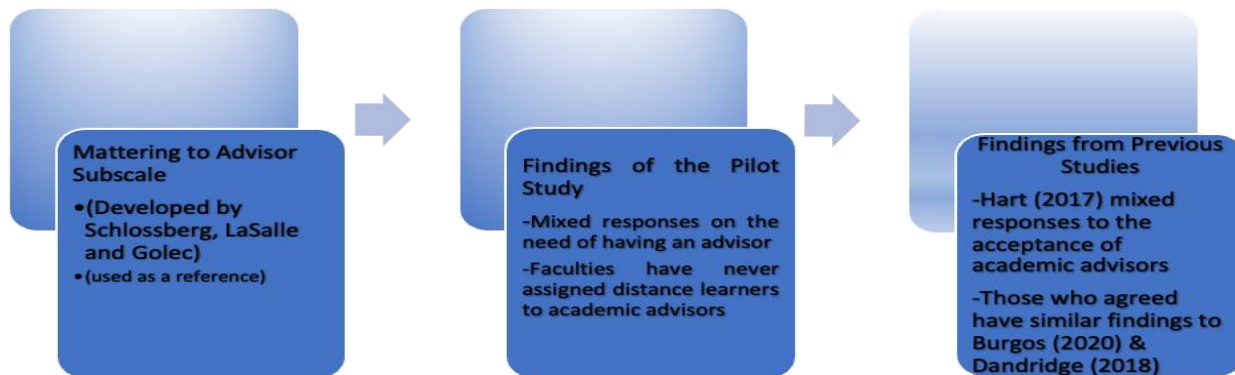 Mattering to Advisor
Subscale
•(Developed by
Schlossberg, LaSalle
and Golec)
•(used as a reference)
Findings of the Pilot
Study
-Mixed responses on the
need of having an advisor
-Faculties have never
assigned distance learners
to academic advisors
Findings from Previous
Studies
-Hart (2017) mixed
responses to the
acceptance of
academic advisors
-Those who agreed
have similar findings to
Burgos (2020) &
Dandridge (2018)